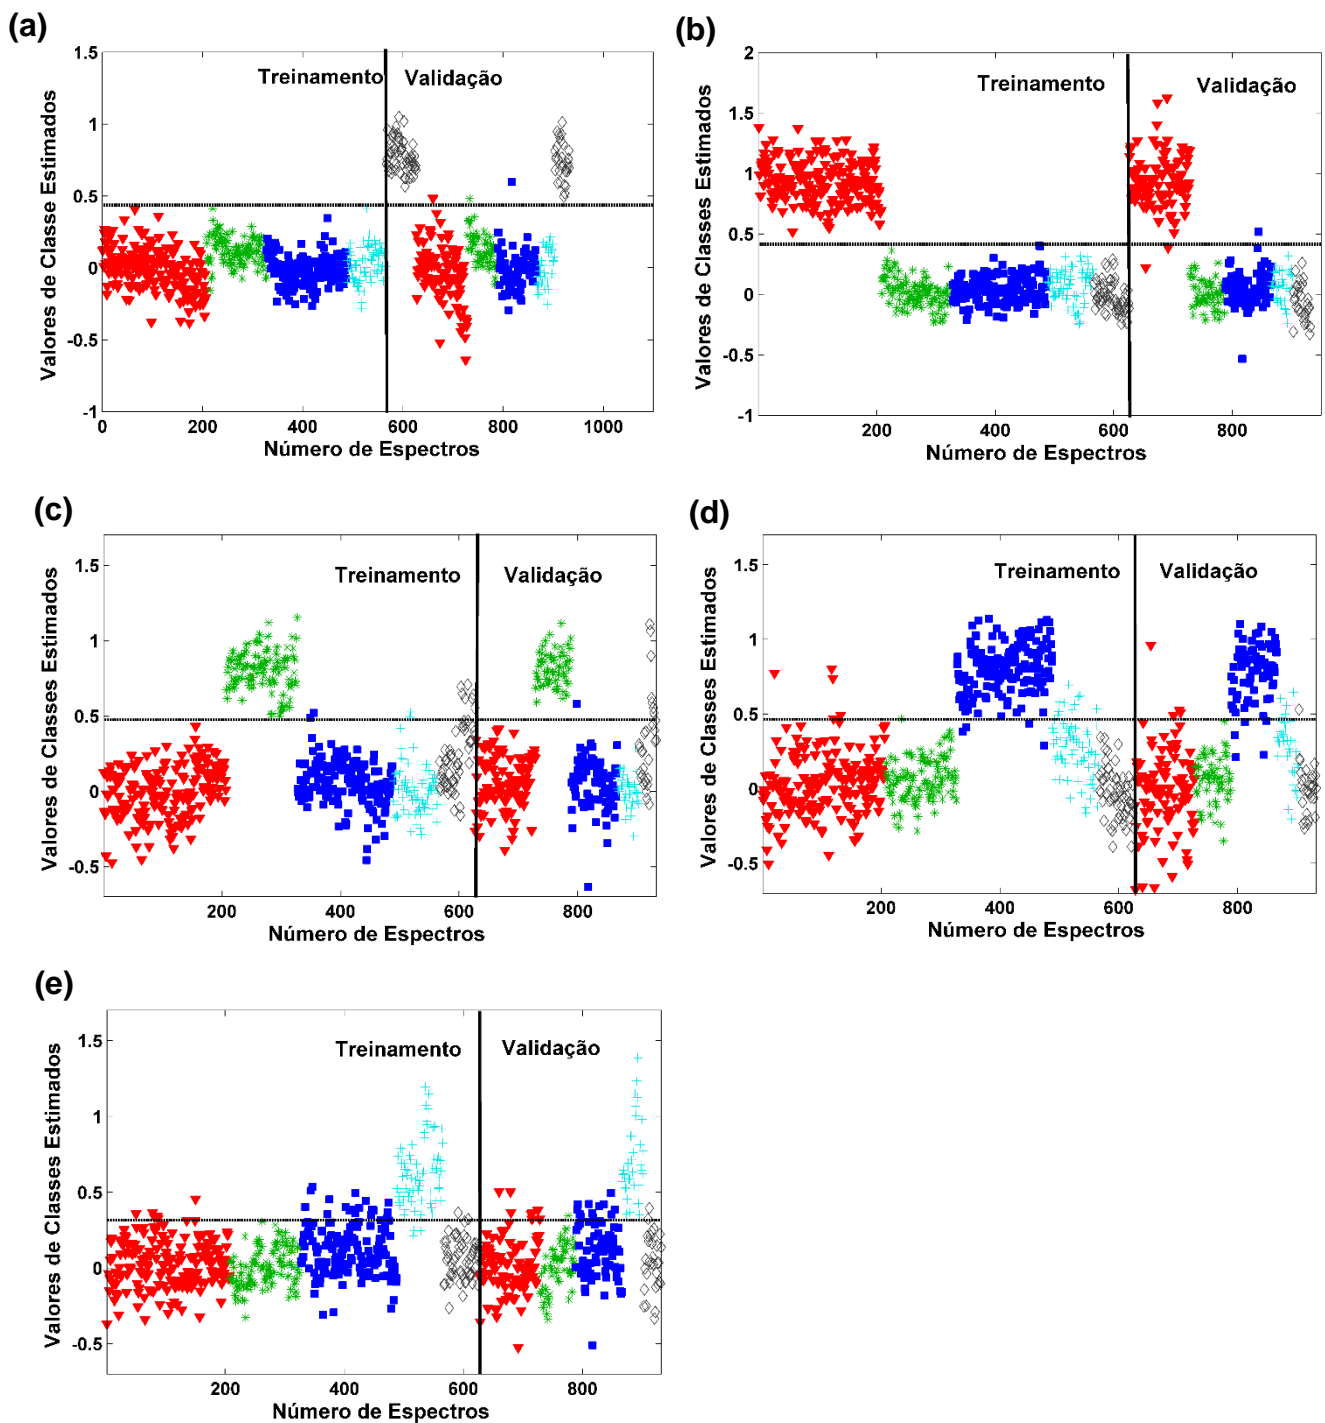 (a)
1.5
1
0.5
0
-0.5
-1
Valores de Classe Estimados
Treinamento
Validação
0 200 400 600 800 1000
Número de Espectros
(b)
2
1.5
1
0.5
0
-0.5
-1
Valores de Classes Estimados
Treinamento
Validação
200 400 600 800
Número de Espectros
(c)
1.5
1
0.5
0
-0.5
Valores de Classes Estimados
Treinamento
Validação
200 400 600 800
Número de Espectros
(d)
1.5
1
0.5
0
-0.5
Valores de Classes Estimados
Treinamento
Validação
200 400 600 800
Número de Espectros
(e)
1.5
1
0.5
0
-0.5
Valores de Classes Estimados
Treinamento
Validação
200 400 600 800
Número de Espectros